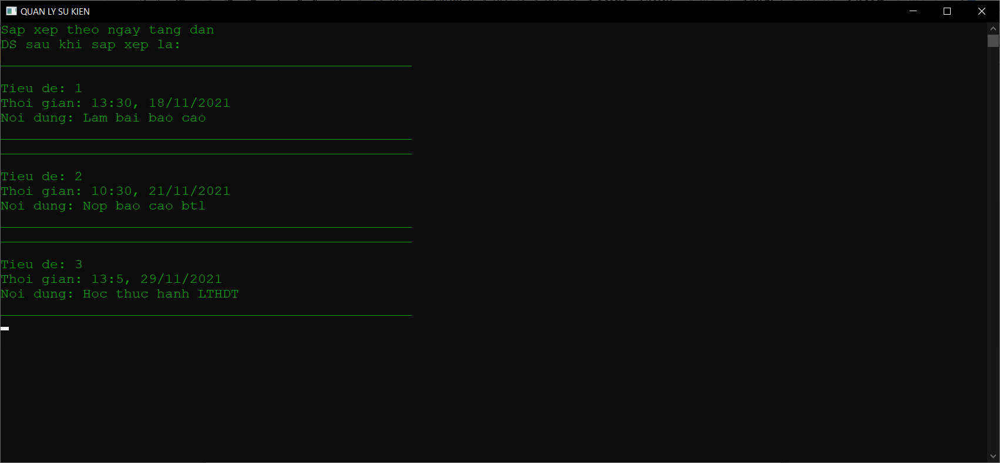 QUAN LY SU KIEN
Sap xep theo ngay tang dan
DS sau khi sap xep la:
Tieu de: 1
Thoi gian: 13:30, 18/11/2021
Noi dung: Lam bai bao cao
Tieu de: 2
Thoi gian: 10:30, 21/11/2021
Noi dung: Nop bao cao btl
Tieu de: 3
Thoi gian: 13:5, 29/11/2021
Noi dung: Hoc thuc hanh LTHDT